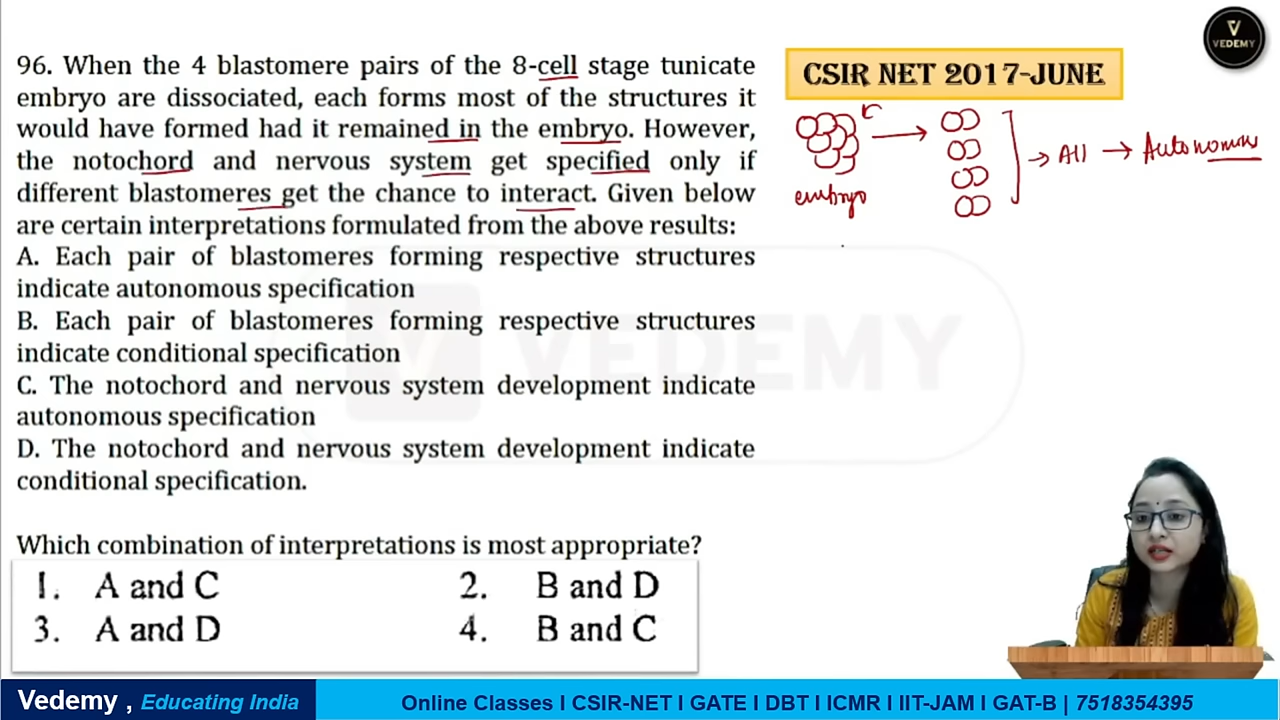 VEDEMY
96. When the 4 blastomere pairs of the 8-cell stage tunicate
embryo are dissociated, each forms most of the structures it
would have formed had it remained in the embryo. However,
the notochord and nervous system get specified only if
different blastomeres get the chance to interact. Given below
are certain interpretations formulated from the above results:
A. Each pair of blastomeres forming respective structures
indicate autonomous specification
B. Each pair of blastomeres forming respective structures
indicate conditional specification
C. The notochord and nervous system development indicate
autonomous specification
D. The notochord and nervous system development indicate
conditional specification.
Which combination of interpretations is most appropriate?
1. A and C 2. B and D
3. A and D 4. B and C
CSIR NET 2017-JUNE
embryo
All → Autonomous
VEDEMY
Vedemy , Educating India
Online Classes I CSIR-NET I GATE I DBT I ICMR I IIT-JAM I GAT-B | 7518354395